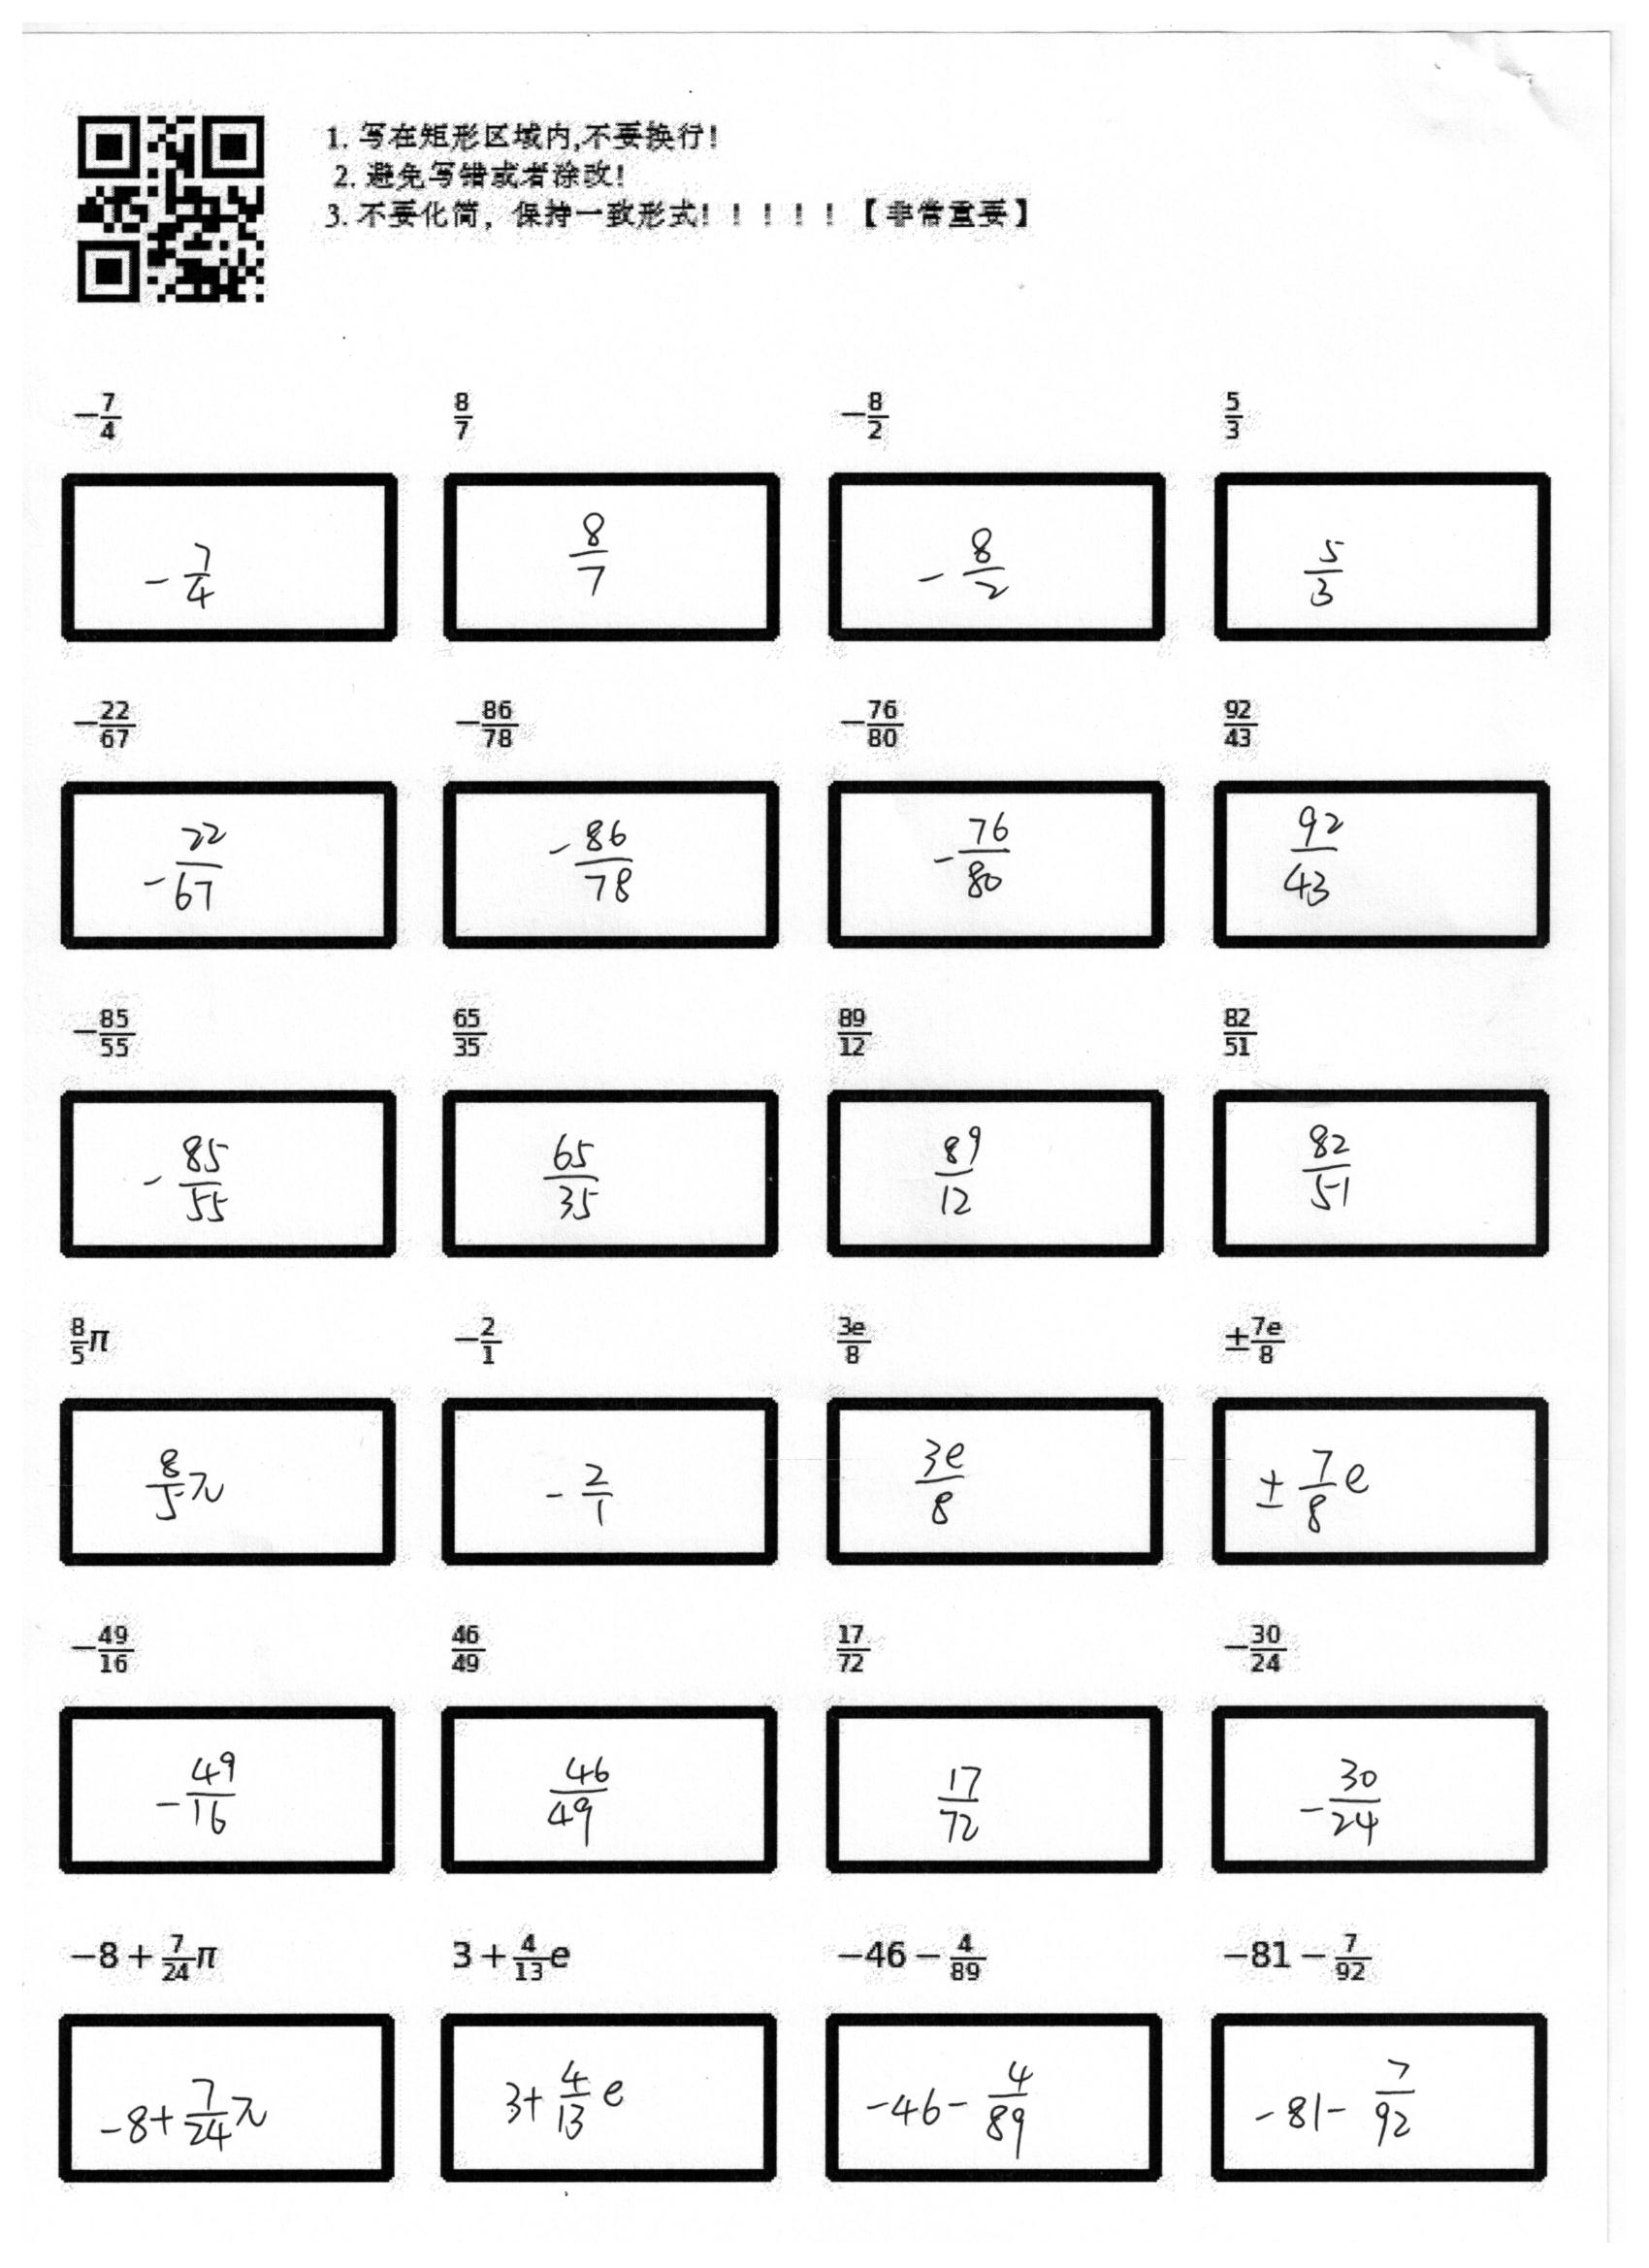 1. 写在矩形区域内,不要换行!
2. 避免写错或者涂改!
3. 不要化简，保持一致形式！！！！！【非常重要】
-\frac{7}{4} \frac{8}{7} -\frac{8}{2} \frac{5}{3}
-\frac{7}{4} \frac{8}{7} -\frac{8}{2} \frac{5}{3}
-\frac{22}{67} -\frac{86}{78} -\frac{76}{80} \frac{92}{43}
-\frac{22}{67} -\frac{86}{78} -\frac{76}{80} \frac{92}{43}
-\frac{85}{55} \frac{65}{35} \frac{89}{12} \frac{82}{51}
-\frac{85}{55} \frac{65}{35} \frac{89}{12} \frac{82}{51}
\frac{8}{5}π -\frac{2}{1} \frac{3e}{8} ±\frac{7e}{8}
\frac{8}{5}π -\frac{2}{1} \frac{3e}{8} ±\frac{7}{8}e
-\frac{49}{16} \frac{46}{49} \frac{17}{72} -\frac{30}{24}
-\frac{49}{16} \frac{46}{49} \frac{17}{72} -\frac{30}{24}
-8+\frac{7}{24}π 3+\frac{4}{13}e -46-\frac{4}{89} -81-\frac{7}{92}
-8+\frac{7}{24}π 3+\frac{4}{13}e -46-\frac{4}{89} -81-\frac{7}{92}